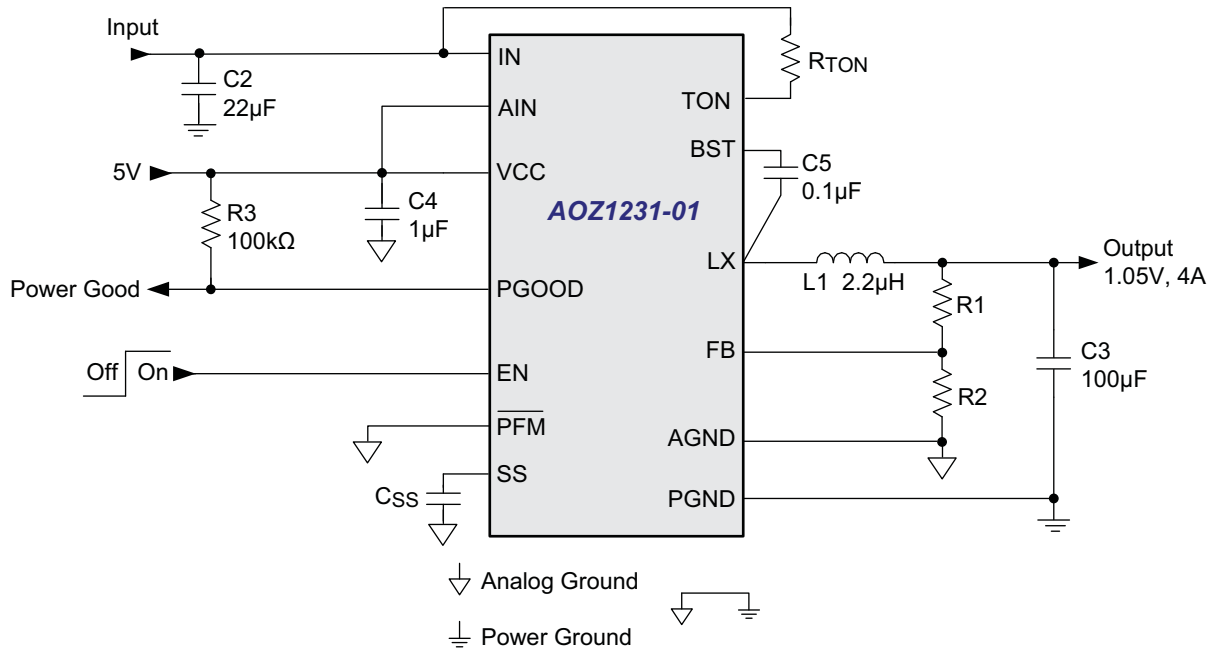 Input
C2
22µF
5V
R3
100kΩ
C4
1µF
Power Good
Off On
CSS
IN
AIN
VCC
PGOOD
EN
PFM
SS
AOZ1231-01
TON
BST
LX
FB
AGND
PGND
RTON
C5
0.1µF
L1 2.2µH
Output
1.05V, 4A
R1
R2
C3
100µF
Analog Ground
Power Ground